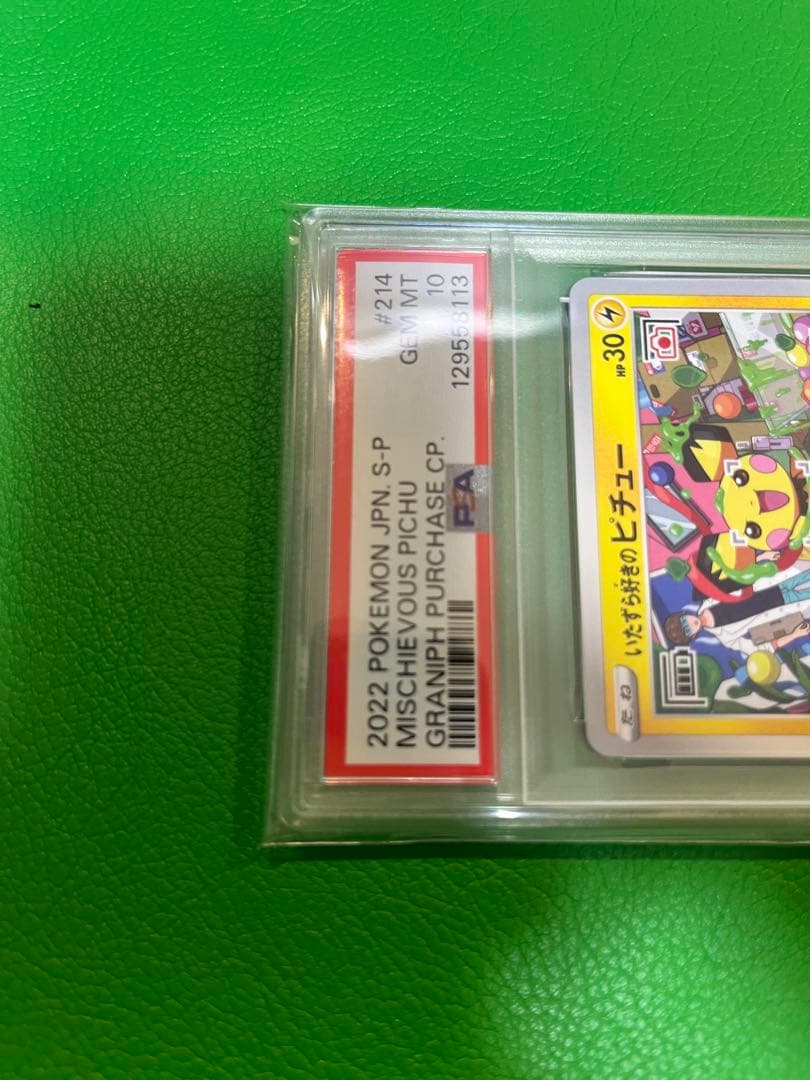 2022 POKEMON JPN. S-P #214
MISCHIEVOUS PICHU GEM MT
GRANIPH PURCHASE CP. 10
PSA 129558113
たね
いたずら好きのピチュー HP30